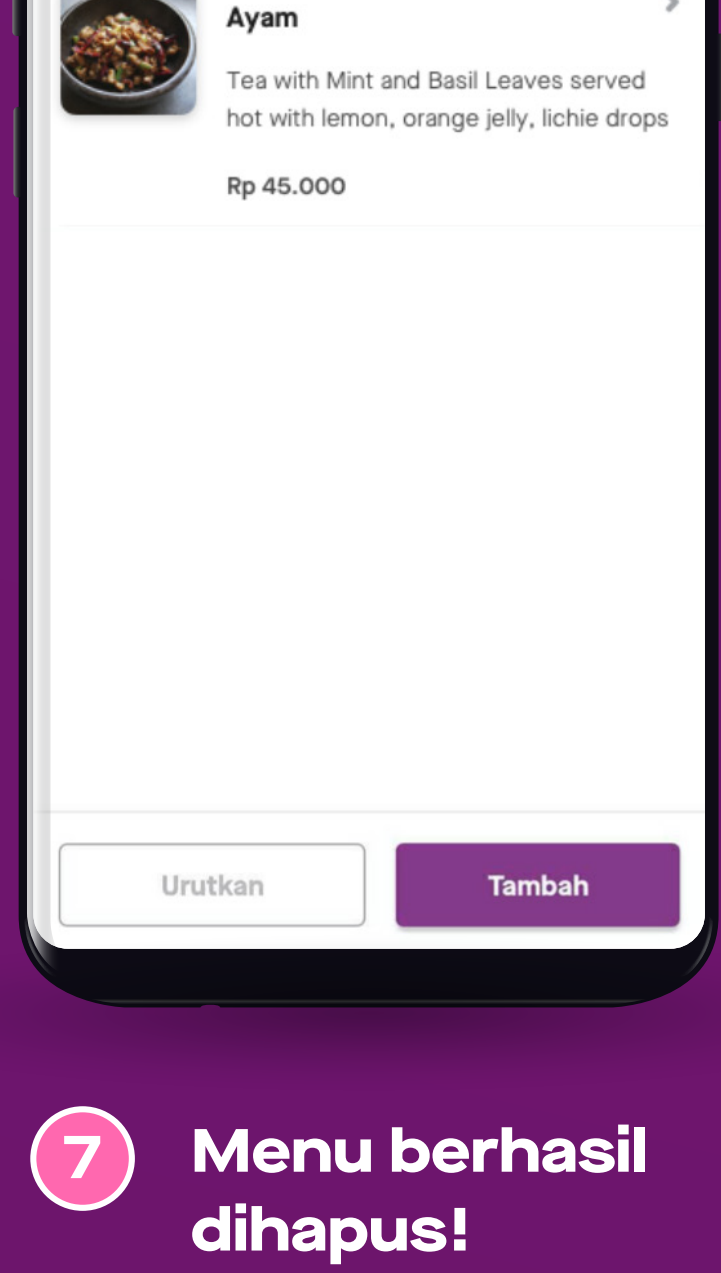 Ayam
Tea with Mint and Basil Leaves served
hot with lemon, orange jelly, lichie drops
Rp 45.000
Urutkan
Tambah
7
Menu berhasil
dihapus!